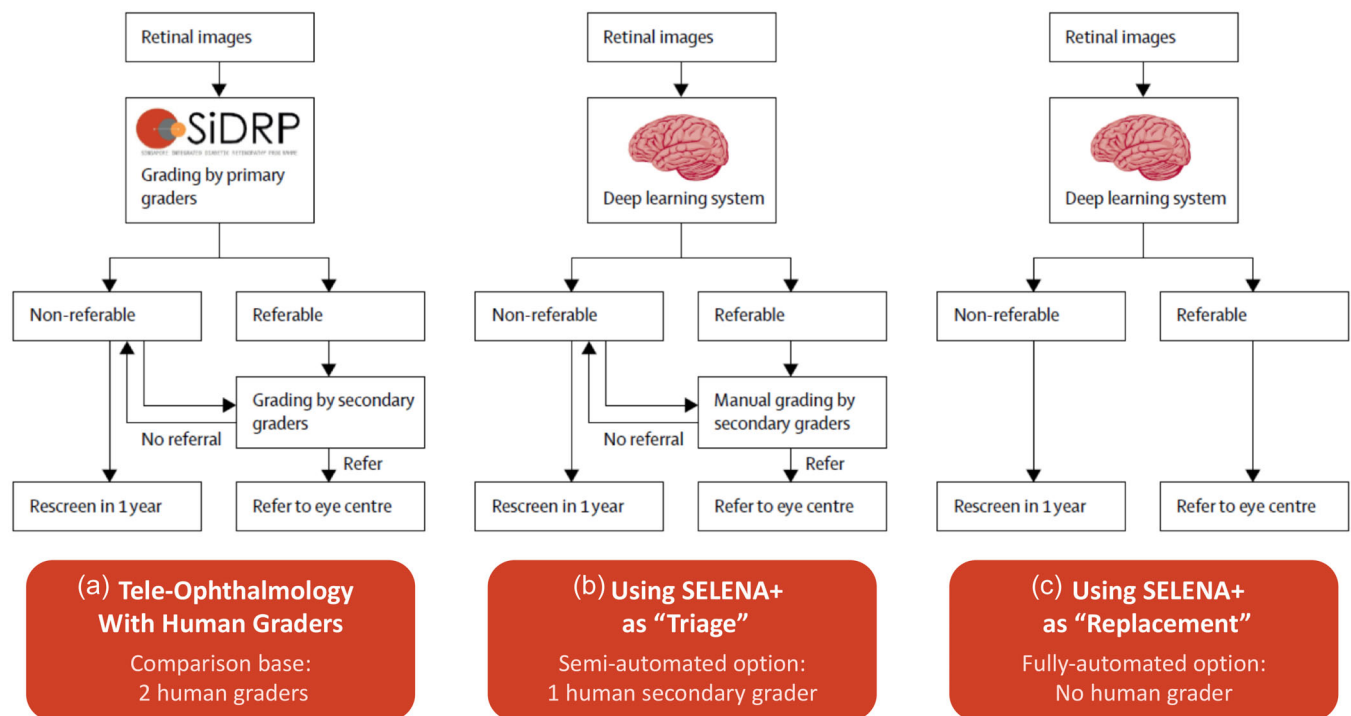 Retinal images
SiDRP
SINGAPORE INTEGRATED DIABETIC RETINOPATHY PROGRAMME
Grading by primary
graders
Non-referable
Referable
Grading by secondary
graders
No referral
Refer
Rescreen in 1 year
Refer to eye centre
(a) Tele-Ophthalmology
With Human Graders
Comparison base:
2 human graders
Retinal images
Deep learning system
Non-referable
Referable
Manual grading by
secondary graders
No referral
Refer
Rescreen in 1 year
Refer to eye centre
(b) Using SELENA+
as “Triage”
Semi-automated option:
1 human secondary grader
Retinal images
Deep learning system
Non-referable
Referable
Rescreen in 1 year
Refer to eye centre
(c) Using SELENA+
as “Replacement”
Fully-automated option:
No human grader